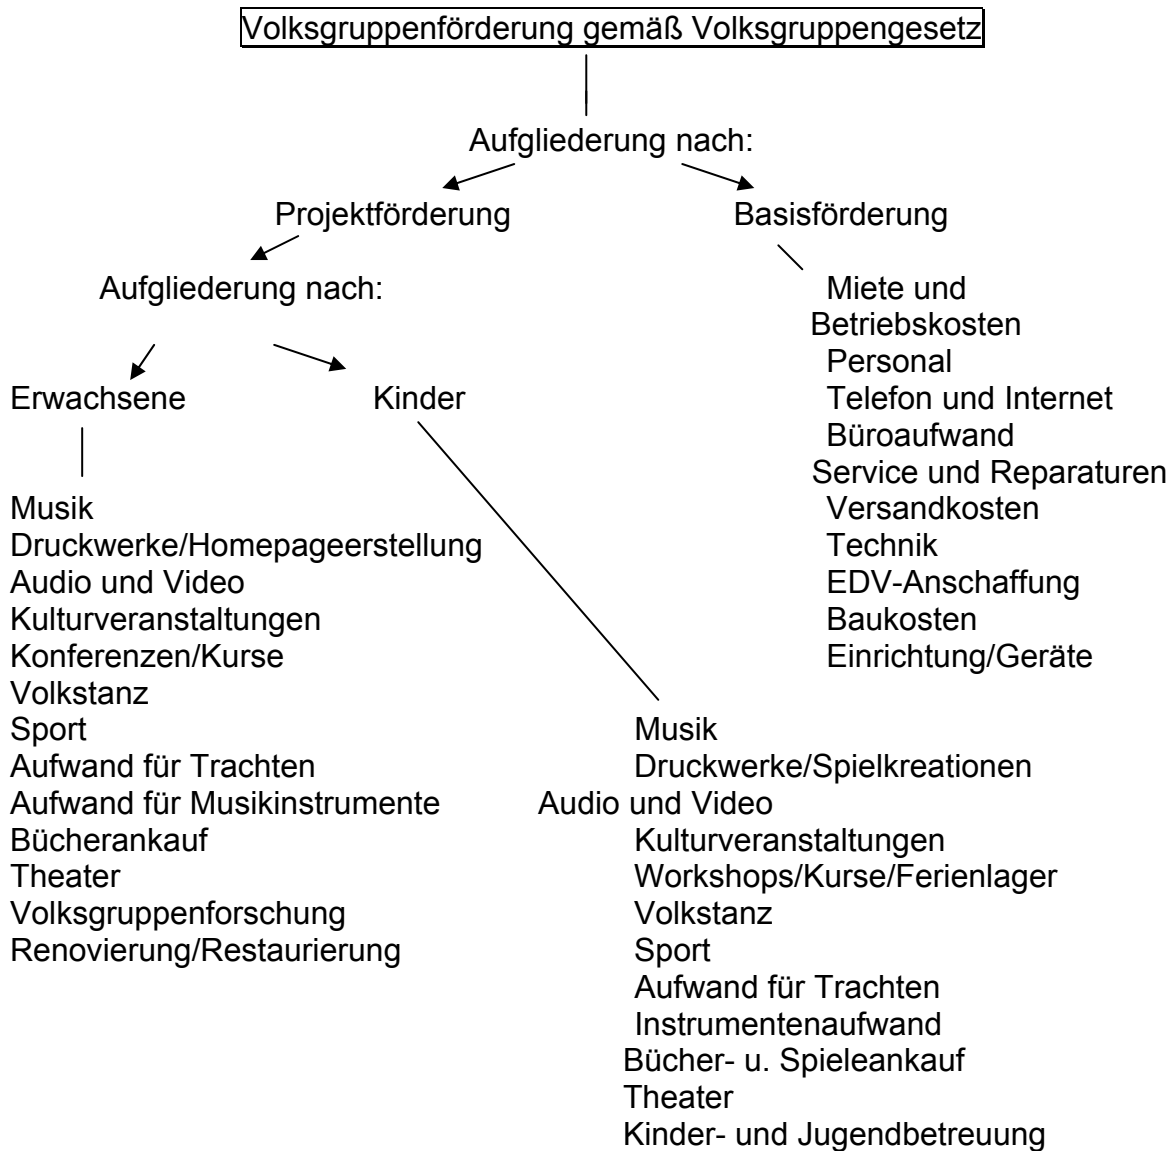 Volksgruppenförderung gemäß Volksgruppengesetz
Aufgliederung nach:
Projektförderung
Basisförderung
Aufgliederung nach:
Erwachsene
Kinder
Musik
Druckwerke/Homepageerstellung
Audio und Video
Kulturveranstaltungen
Konferenzen/Kurse
Volkstanz
Sport
Aufwand für Trachten
Aufwand für Musikinstrumente
Bücherankauf
Theater
Volksgruppenforschung
Renovierung/Restaurierung
Musik
Druckwerke/Spielkreationen
Audio und Video
Kulturveranstaltungen
Workshops/Kurse/Ferienlager
Volkstanz
Sport
Aufwand für Trachten
Instrumentenaufwand
Bücher- u. Spieleankauf
Theater
Kinder- und Jugendbetreuung
Miete und
Betriebskosten
Personal
Telefon und Internet
Büroaufwand
Service und Reparaturen
Versandkosten
Technik
EDV-Anschaffung
Baukosten
Einrichtung/Geräte